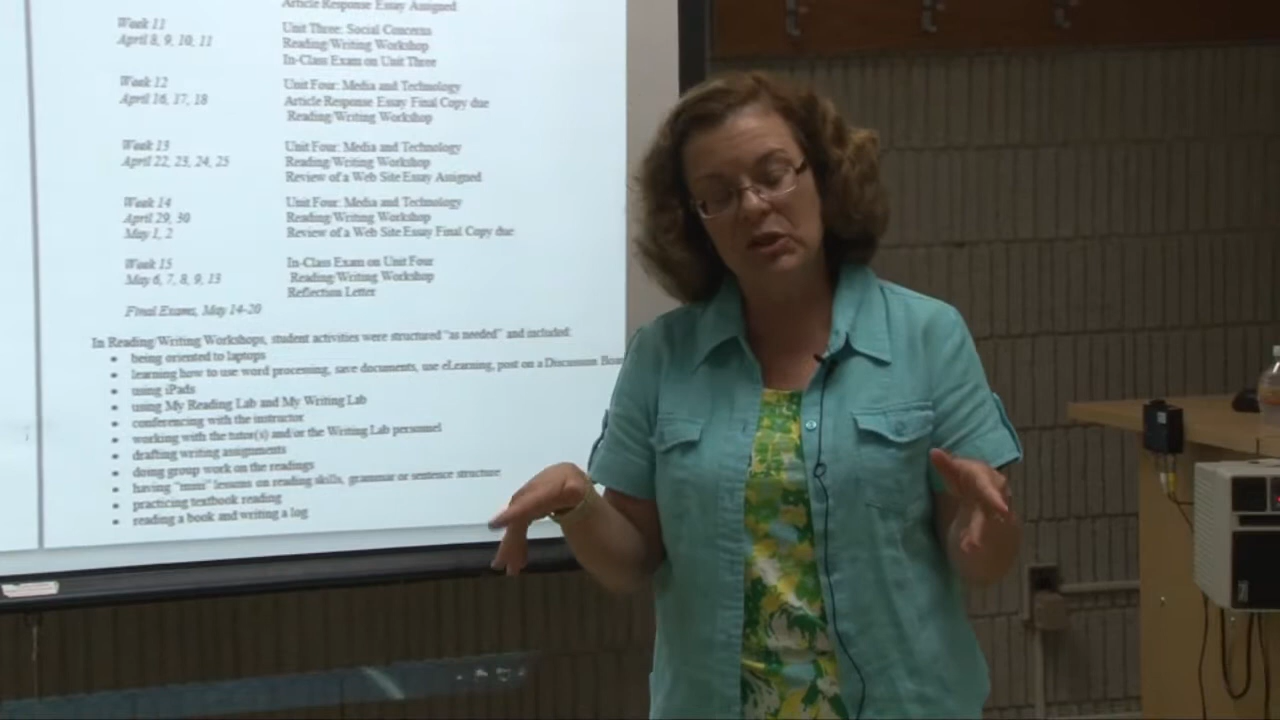 Article Response Essay Assigned
Week 11 Unit Three: Social Concerns
April 8, 9, 10, 11 Reading/Writing Workshop
In-Class Exam on Unit Three
Week 12 Unit Four: Media and Technology
April 16, 17, 18 Article Response Essay Final Copy due
Reading/Writing Workshop
Week 13 Unit Four: Media and Technology
April 22, 23, 24, 25 Reading/Writing Workshop
Review of a Web Site Essay Assigned
Week 14 Unit Four: Media and Technology
April 29, 30 Reading/Writing Workshop
May 1, 2 Review of a Web Site Essay Final Copy due
Week 15 In-Class Exam on Unit Four
May 6, 7, 8, 9, 13 Reading/Writing Workshop
Reflection Letter
Final Exams, May 14-20
In Reading/Writing Workshops, student activities were structured "as needed" and included:
• being oriented to laptops
• learning how to use word processing, save documents, use eLearning, post on a Discussion Boa
• using iPads
• using My Reading Lab and My Writing Lab
• conferencing with the instructor
• working with the tutor(s) and/or the Writing Lab personnel
• drafting writing assignments
• doing group work on the readings
• having "mini" lessons on reading skills, grammar or sentence structure
• practicing textbook reading
• reading a book and writing a log